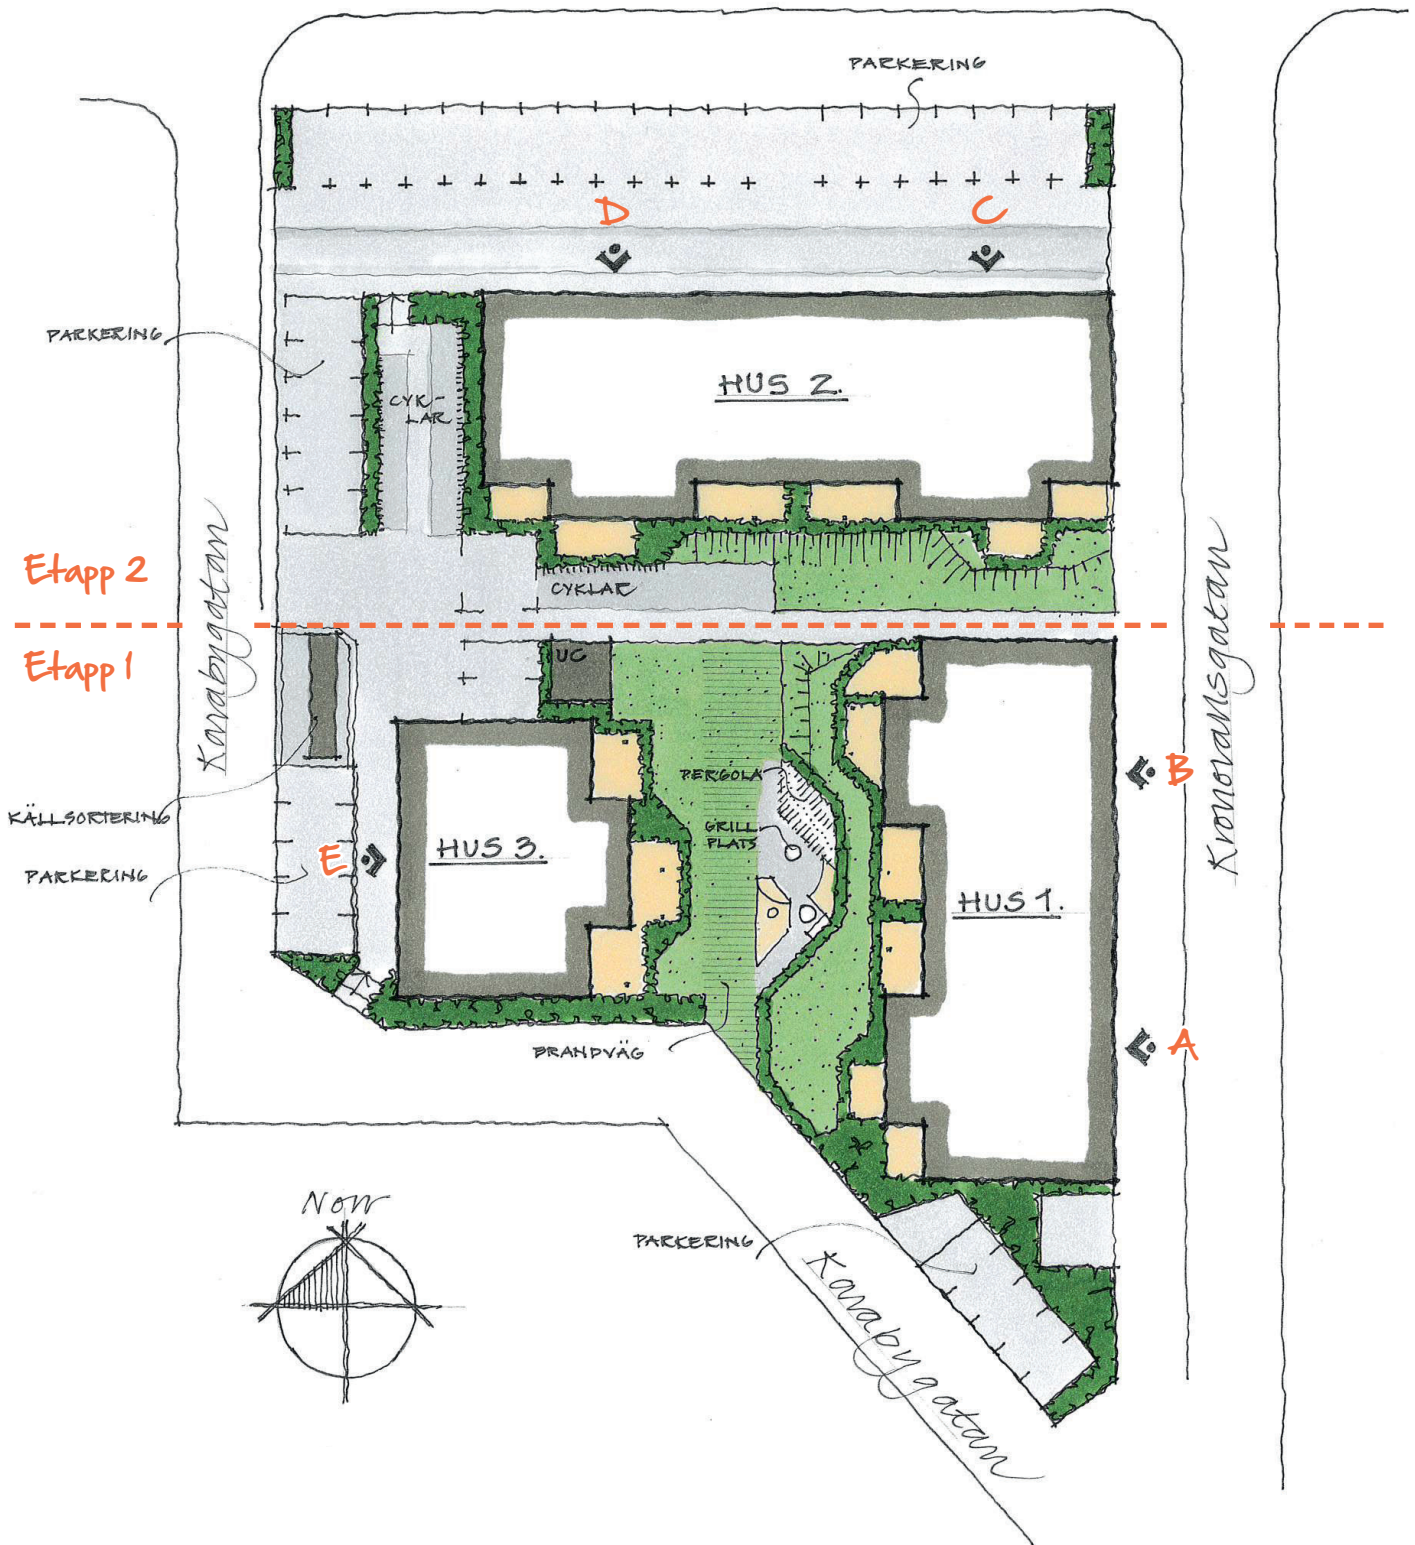 PARKERING
D
C
PARKERING
HUS 2.
CYK-
LAR
Karabygatan
Kronovalsgatan
Etapp 2
CYKLAR
Etapp 1
UC
PERGOLA
B
KÄLLSORTERING
GRILL
PLATS
HUS 3.
E
PARKERING
HUS 1.
BRANDVÄG
A
Norr
PARKERING
Karabygatan